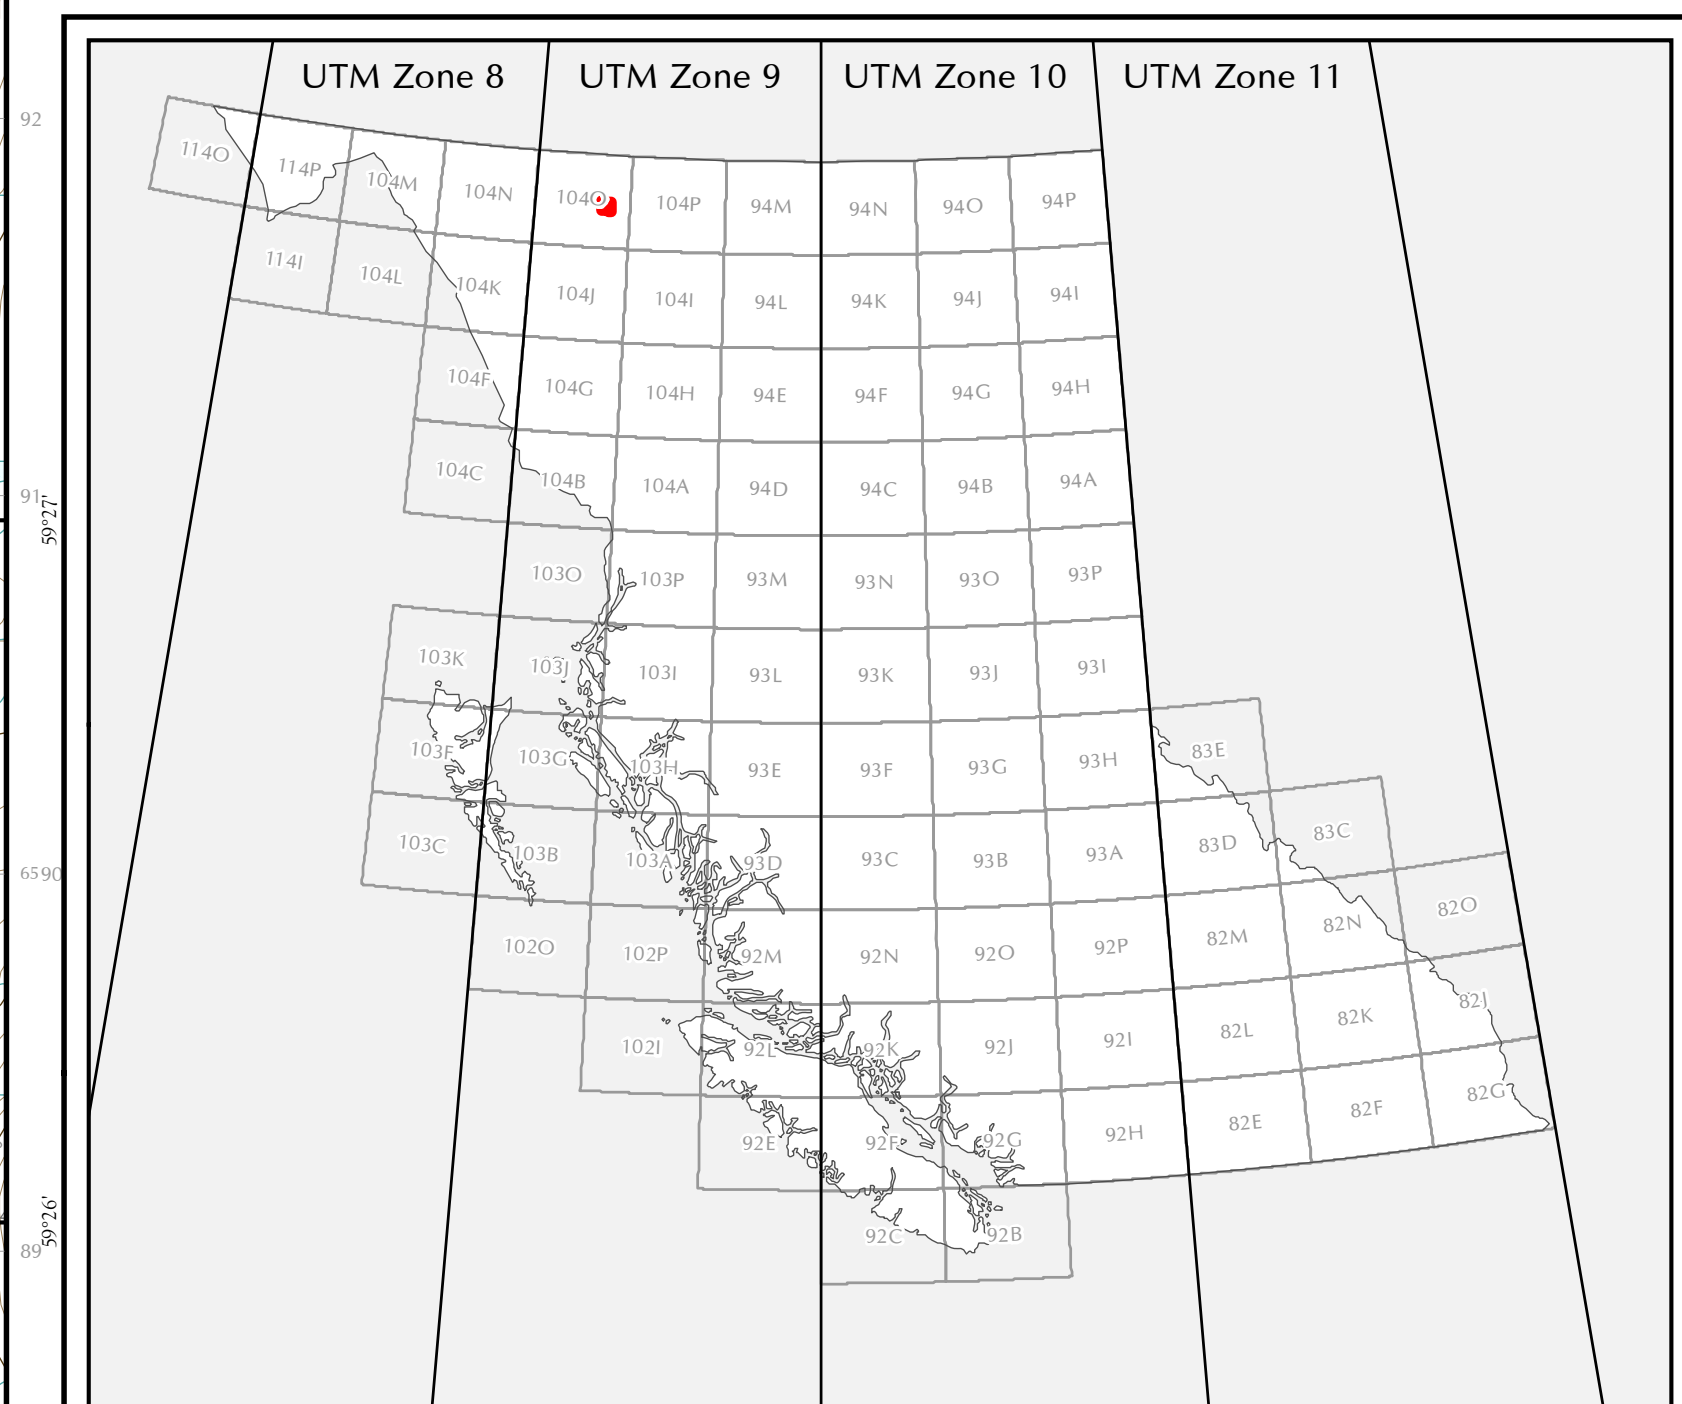 UTM Zone 8 UTM Zone 9 UTM Zone 10 UTM Zone 11
92
114O 114P 104M 104N 104O 104P 94M 94N 94O 94P
114I 104L 104K 104J 104I 94L 94K 94J 94I
104F 104G 104H 94E 94F 94G 94H
104C 104B 104A 94D 94C 94B 94A
91
59°27'
103O 103P 93M 93N 93O 93P
103K 103J 103I 93L 93K 93J 93I
103F 103G 103H 93E 93F 93G 93H 83E
103C 103B 103A 93D 93C 93B 93A 83D 83C
6590
102O 102P 92M 92N 92O 92P 82M 82N 82O
102I 92L 92K 92J 92I 82L 82K 82J
92E 92F 92G 92H 82E 82F 82G
59°26'
89
92C 92B